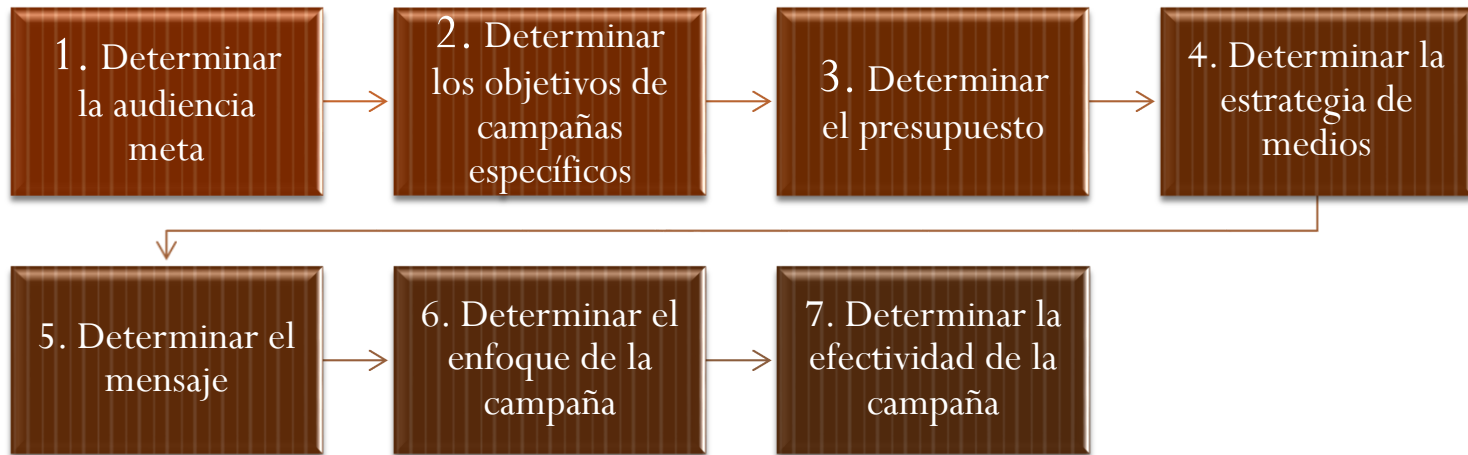 1. Determinar
la audiencia
meta
2. Determinar
los objetivos de
campañas
específicos
3. Determinar
el presupuesto
4. Determinar la
estrategia de
medios
5. Determinar el
mensaje
6. Determinar el
enfoque de la
campaña
7. Determinar la
efectividad de la
campaña